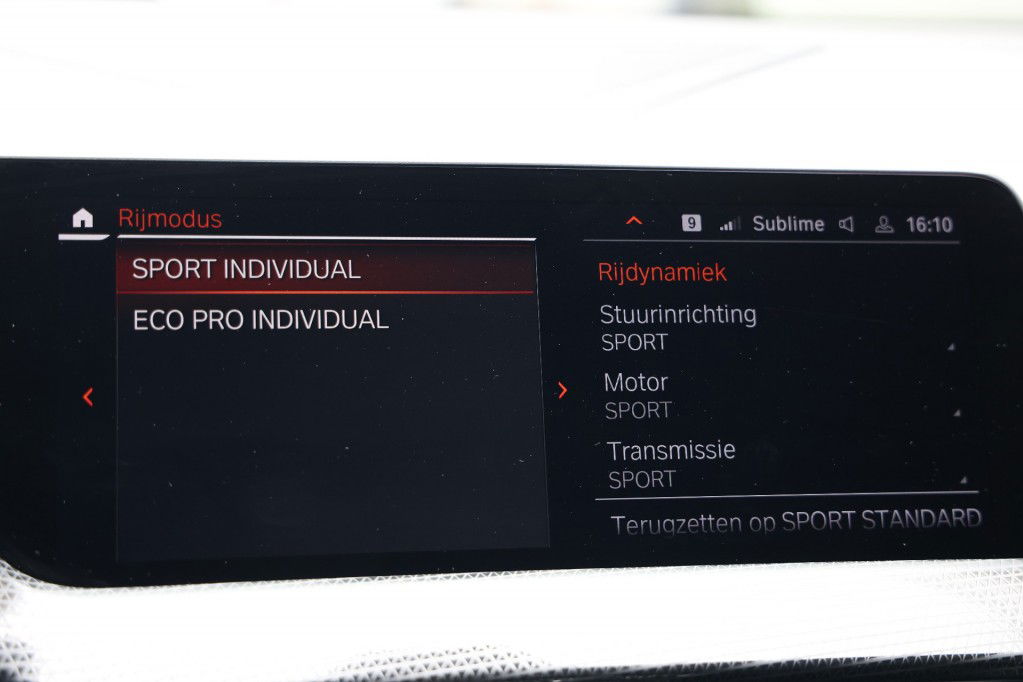 Rijmodus
9 Sublime 16:10
SPORT INDIVIDUAL
ECO PRO INDIVIDUAL
Rijdynamiek
Stuurinrichting
SPORT
Motor
SPORT
Transmissie
SPORT
Terugzetten op SPORT STANDARD